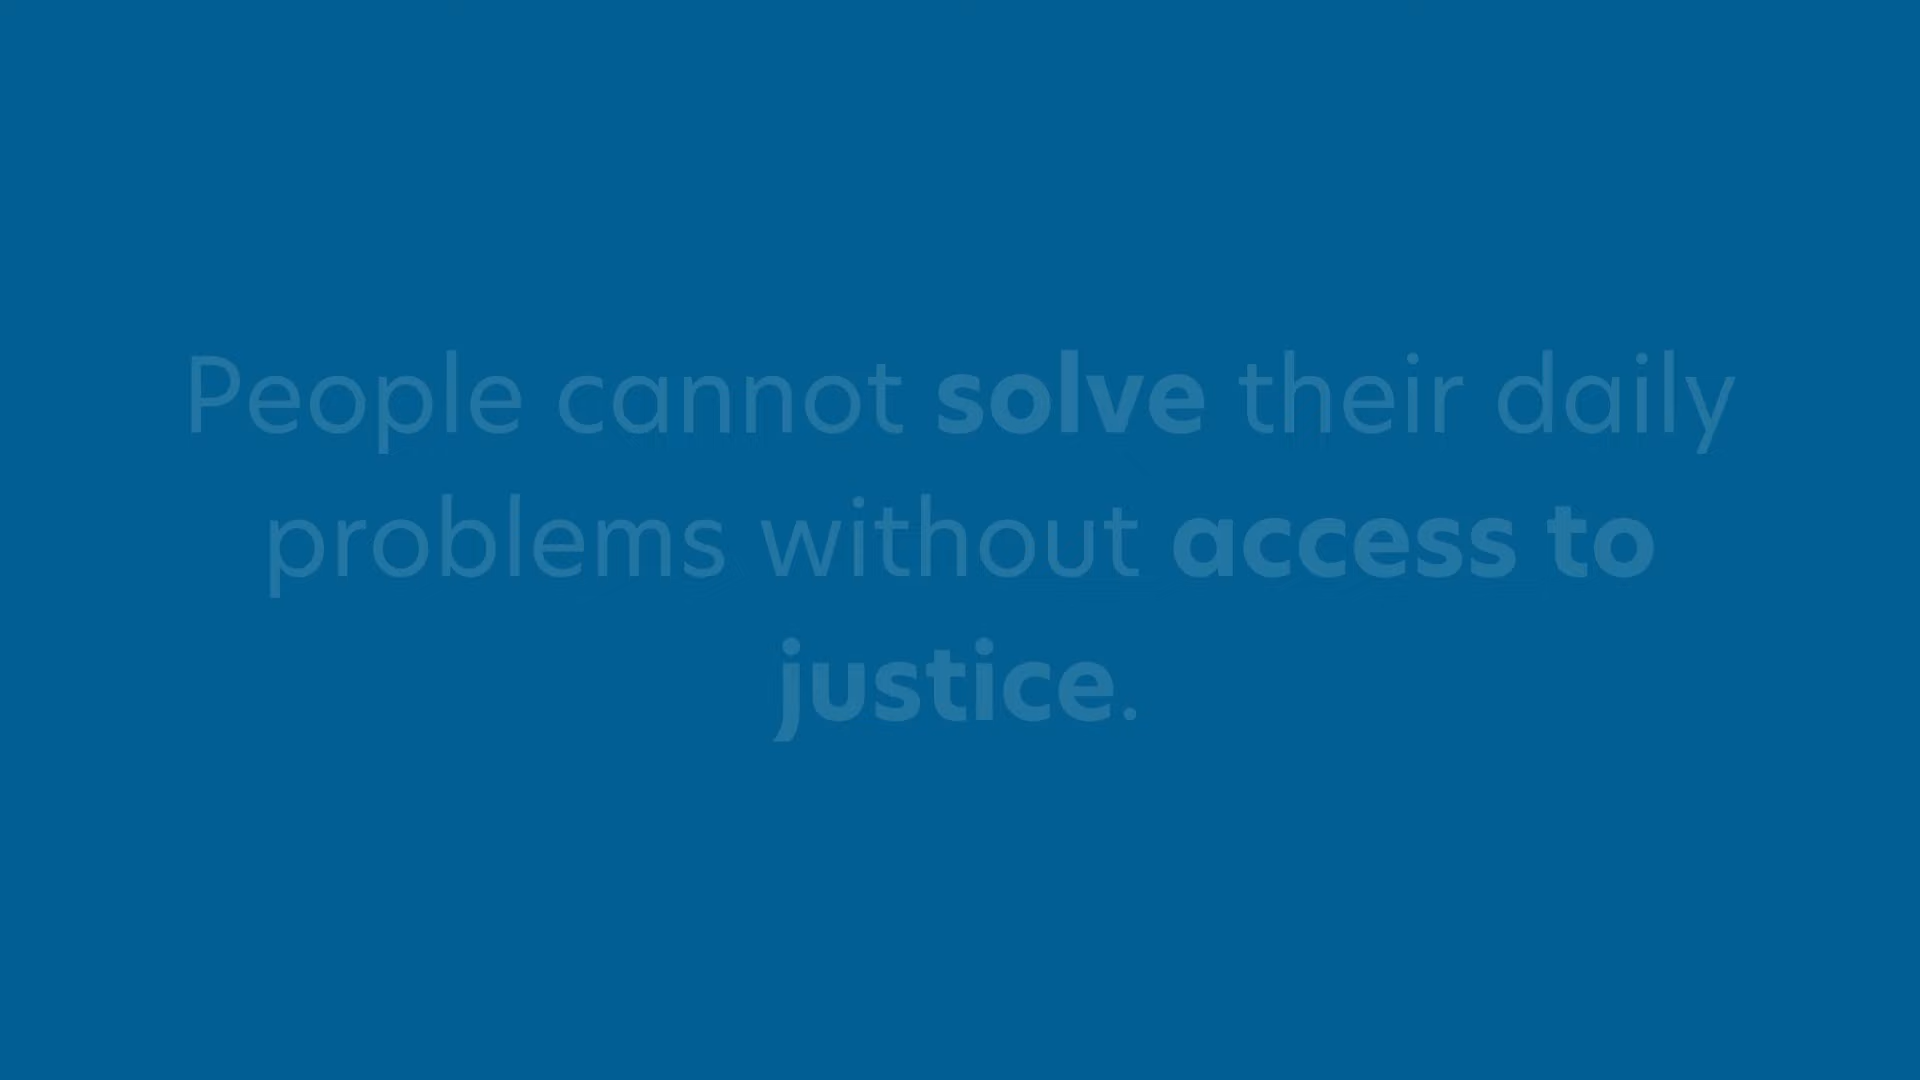 People cannot solve their daily
problems without access to
justice.